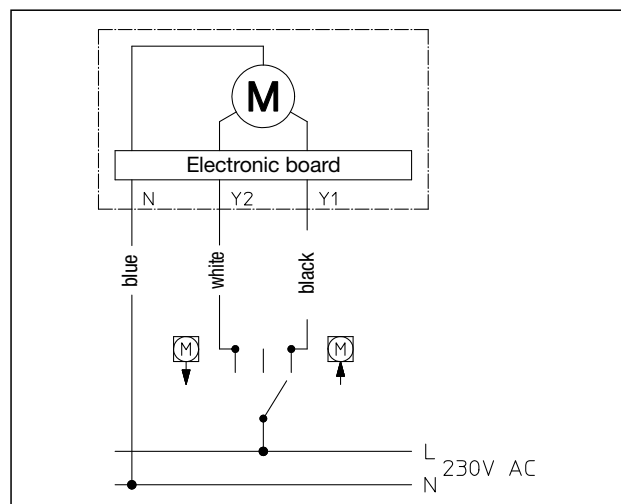 M
Electronic board
N Y2 Y1
blue white black
M M
L
230V AC
N